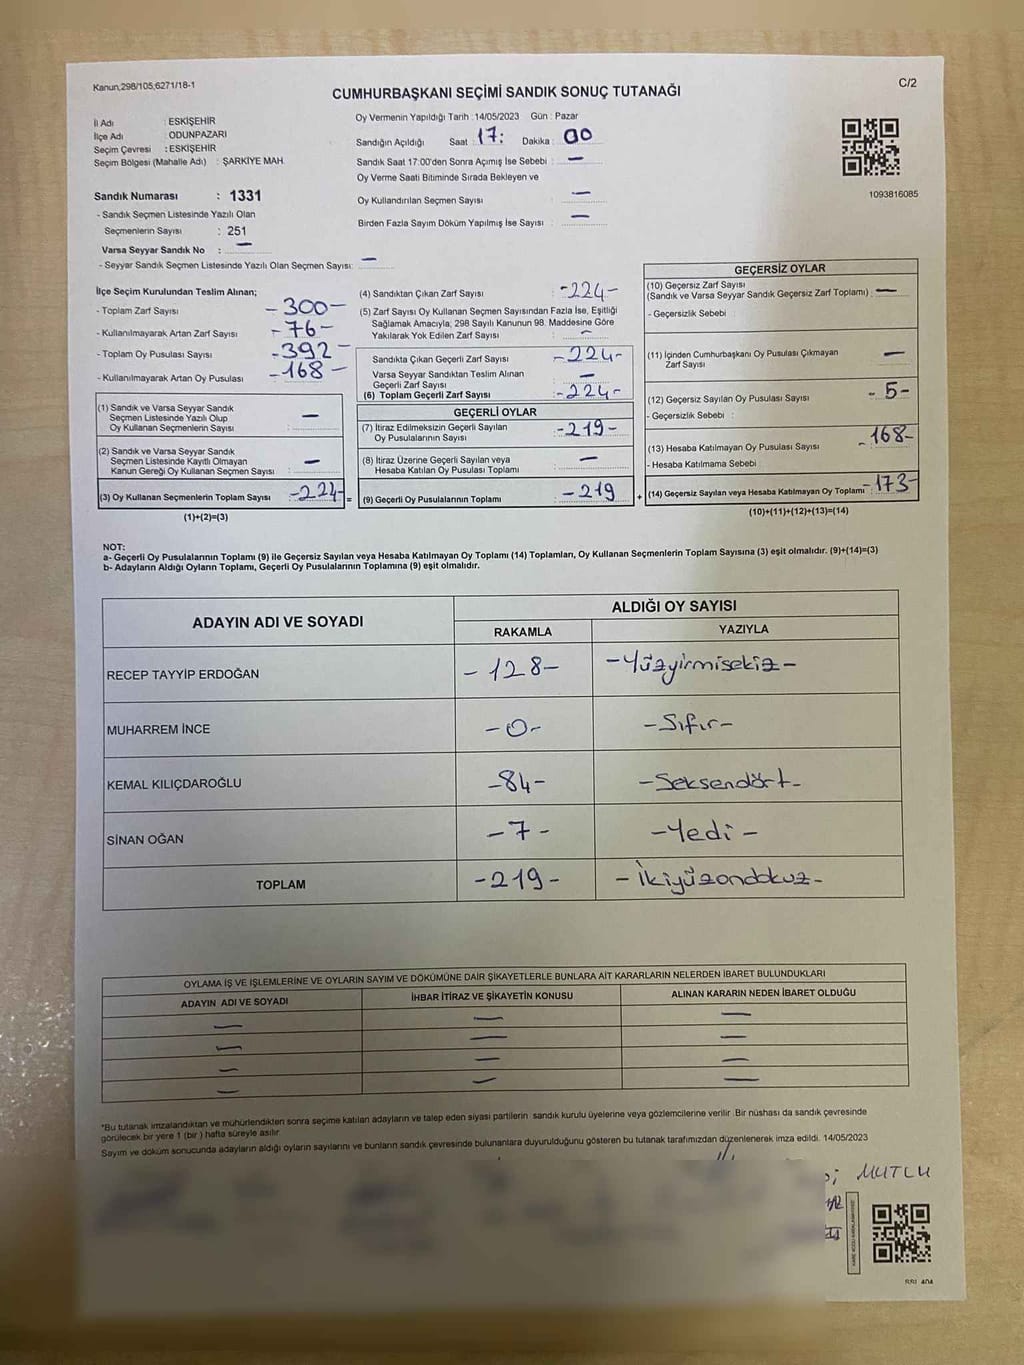 Kanun,298/105,6271/18-1
C/2
CUMHURBAŞKANI SEÇİMİ SANDIK SONUÇ TUTANAĞI
İl Adı : ESKİŞEHİR
İlçe Adı : ODUNPAZARI
Seçim Çevresi : ESKİŞEHİR
Seçim Bölgesi (Mahalle Adı) : ŞARKİYE MAH.
Sandık Numarası : 1331
- Sandık Seçmen Listesinde Yazılı Olan
Seçmenlerin Sayısı : 251
Varsa Seyyar Sandık No : —
- Seyyar Sandık Seçmen Listesinde Yazılı Olan Seçmen Sayısı: —
Oy Vermenin Yapıldığı Tarih :14/05/2023 Gün : Pazar
Sandığın Açıldığı Saat : 17: Dakika : 00
Sandık Saat 17:00'den Sonra Açımış İse Sebebi : —
Oy Verme Saati Bitiminde Sırada Bekleyen ve
Oy Kullandırılan Seçmen Sayısı : —
Birden Fazla Sayım Döküm Yapılmış İse Sayısı : —
1093816085
İlçe Seçim Kurulundan Teslim Alınan;
- Toplam Zarf Sayısı : -300-
- Kullanılmayarak Artan Zarf Sayısı : -76-
- Toplam Oy Pusulası Sayısı : -392-
- Kullanılmayarak Artan Oy Pusulası : -168-
(1) Sandık ve Varsa Seyyar Sandık
Seçmen Listesinde Yazılı Olup
Oy Kullanan Seçmenlerin Sayısı : —
(2) Sandık ve Varsa Seyyar Sandık
Seçmen Listesinde Kayıtlı Olmayan
Kanun Gereği Oy Kullanan Seçmen Sayısı : —
(3) Oy Kullanan Seçmenlerin Toplam Sayısı : -224- =
(1)+(2)=(3)
(4) Sandıktan Çıkan Zarf Sayısı : -224-
(5) Zarf Sayısı Oy Kullanan Seçmen Sayısından Fazla İse, Eşitliği
Sağlamak Amacıyla; 298 Sayılı Kanunun 98. Maddesine Göre
Yakılarak Yok Edilen Zarf Sayısı : —
Sandıkta Çıkan Geçerli Zarf Sayısı : -224-
Varsa Seyyar Sandıktan Teslim Alınan
Geçerli Zarf Sayısı : —
(6) Toplam Geçerli Zarf Sayısı : -224-
GEÇERLİ OYLAR
(7) İtiraz Edilmeksizin Geçerli Sayılan
Oy Pusulalarının Sayısı : -219-
(8) İtiraz Üzerine Geçerli Sayılan veya
Hesaba Katılan Oy Pusulası Toplamı : —
(9) Geçerli Oy Pusulalarının Toplamı : -219 +
GEÇERSİZ OYLAR
(10) Geçersiz Zarf Sayısı
(Sandık ve Varsa Seyyar Sandık Geçersiz Zarf Toplamı) : —
- Geçersizlik Sebebi :
(11) İçinden Cumhurbaşkanı Oy Pusulası Çıkmayan
Zarf Sayısı : —
(12) Geçersiz Sayılan Oy Pusulası Sayısı : -5-
- Geçersizlik Sebebi :
(13) Hesaba Katılmayan Oy Pusulası Sayısı : -168-
- Hesaba Katılmama Sebebi :
(14) Geçersiz Sayılan veya Hesaba Katılmayan Oy Toplamı : -173-
(10)+(11)+(12)+(13)=(14)
NOT:
a- Geçerli Oy Pusulalarının Toplamı (9) ile Geçersiz Sayılan veya Hesaba Katılmayan Oy Toplamı (14) Toplamları, Oy Kullanan Seçmenlerin Toplam Sayısına (3) eşit olmalıdır. (9)+(14)=(3)
b- Adayların Aldığı Oyların Toplamı, Geçerli Oy Pusulalarının Toplamına (9) eşit olmalıdır.
ADAYIN ADI VE SOYADI
ALDIĞI OY SAYISI
RAKAMLA YAZIYLA
RECEP TAYYİP ERDOĞAN -128- -Yüzyirmisekiz-
MUHARREM İNCE -0- -Sıfır-
KEMAL KILIÇDAROĞLU -84- -Seksendört-
SİNAN OĞAN -7- -Yedi-
TOPLAM -219- -İkiyüzondokuz-
OYLAMA İŞ VE İŞLEMLERİNE VE OYLARIN SAYIM VE DÖKÜMÜNE DAİR ŞİKAYETLERLE BUNLARA AİT KARARLARIN NELERDEN İBARET BULUNDUKLARI
ADAYIN ADI VE SOYADI İHBAR İTİRAZ VE ŞİKAYETİN KONUSU ALINAN KARARIN NEDEN İBARET OLDUĞU
— — —
— — —
— — —
— — —
*Bu tutanak imzalandıktan ve mühürlendikten sonra seçime katılan adayların ve talep eden siyasi partilerin sandık kurulu üyelerine veya gözlemcilerine verilir .Bir nüshası da sandık çevresinde
görülecek bir yere 1 (bir ) hafta süreyle asılır.
Sayım ve döküm sonucunda adayların aldığı oyların sayılarını ve bunların sandık çevresinde bulunanlara duyurulduğunu gösteren bu tutanak tarafımızdan düzenlenerek imza edildi. 14/05/2023
MUTLU